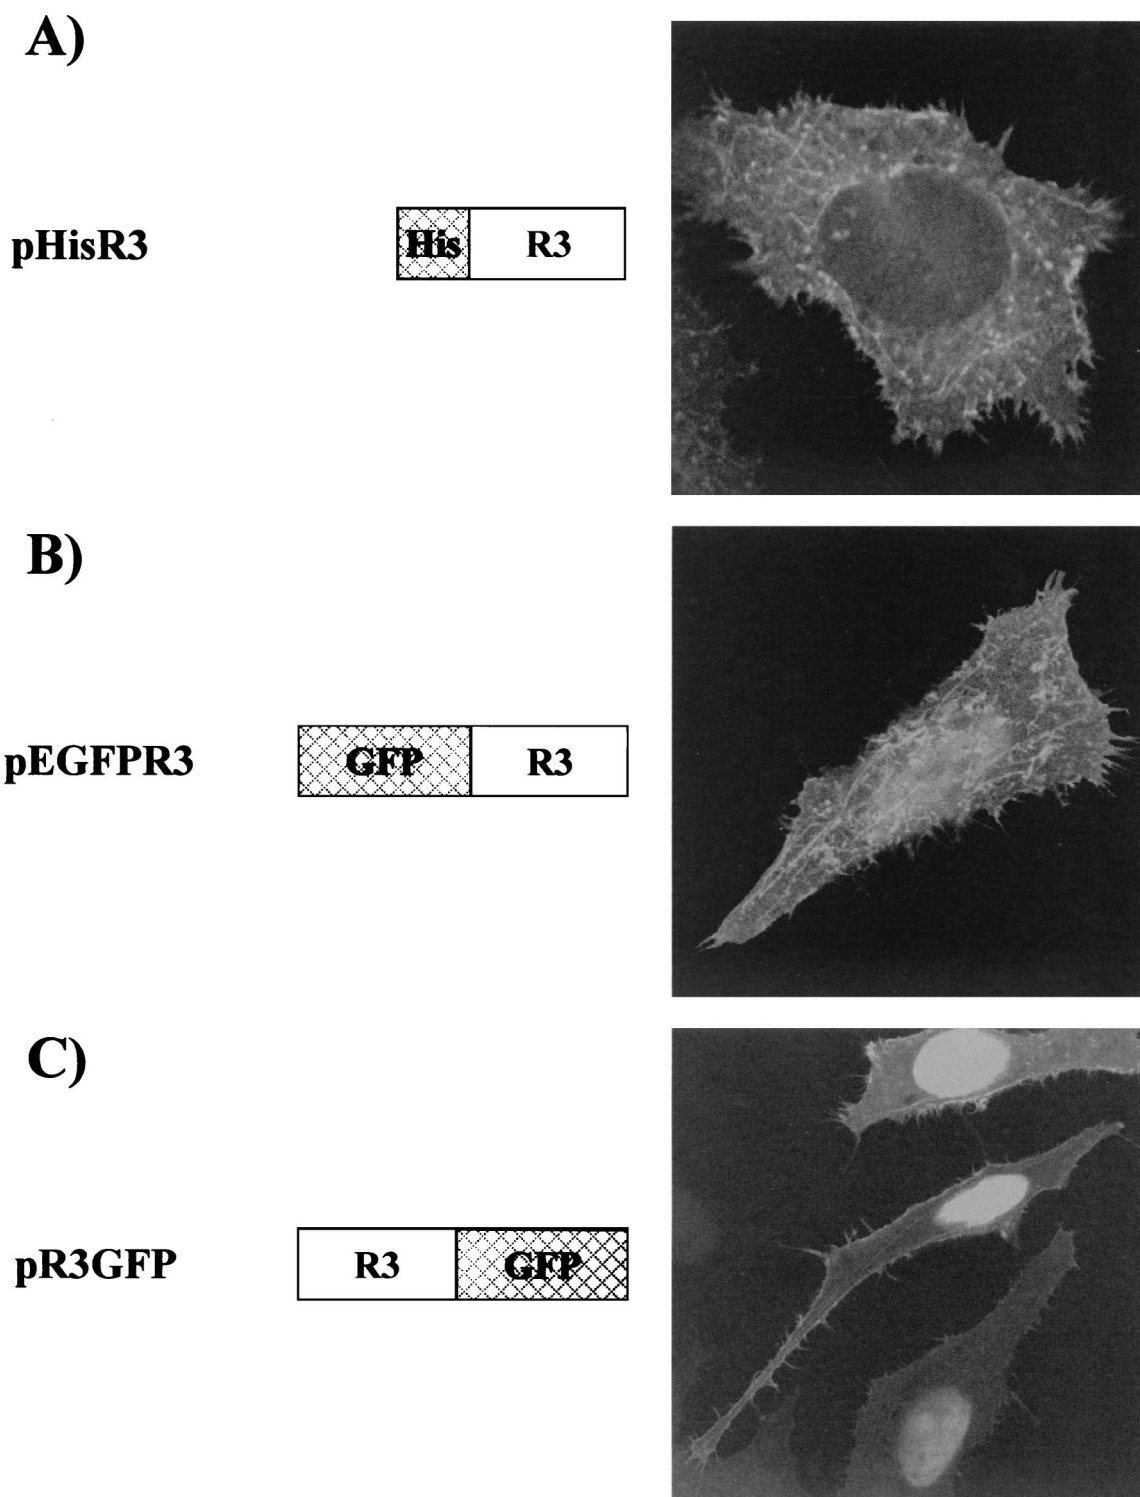 A)
pHisR3
His R3
B)
pEGFPR3
GFP R3
C)
pR3GFP
R3 GFP